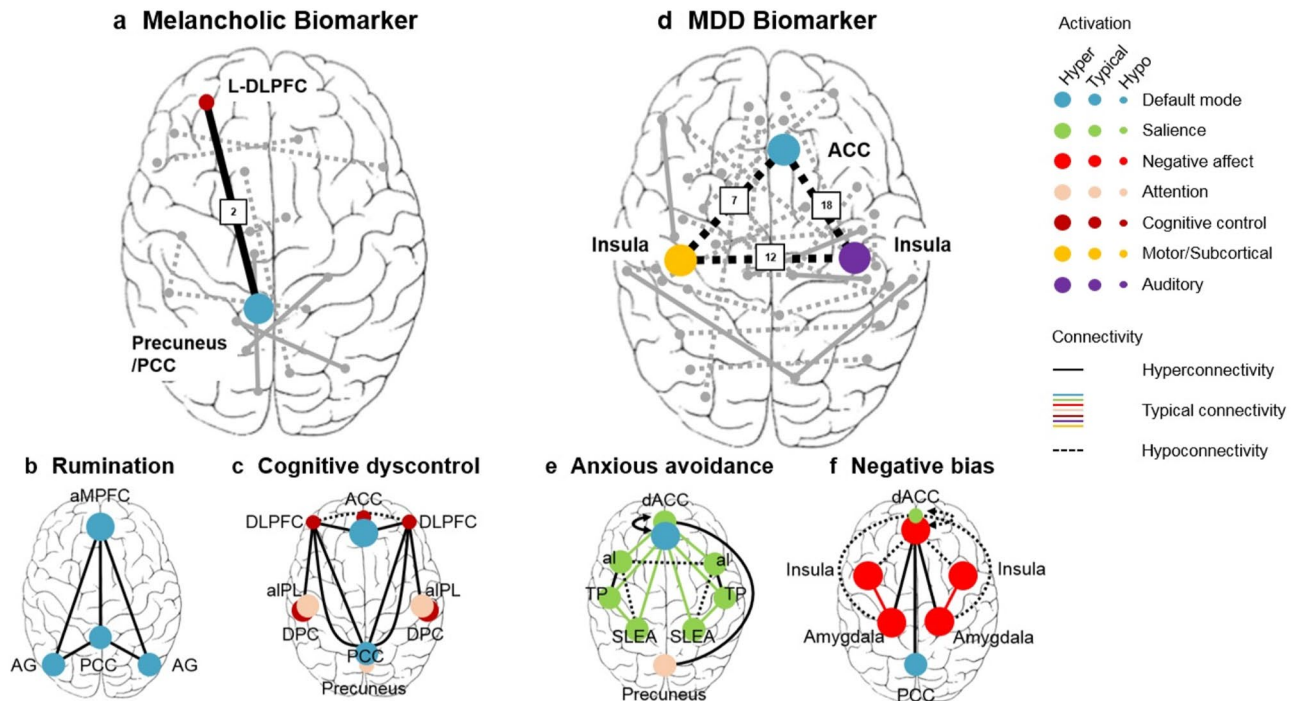 a Melancholic Biomarker
L-DLPFC
2
Precuneus
/PCC
d MDD Biomarker
ACC
7
18
Insula
Insula
12
Activation
Hyper
Typical
Hypo
Default mode
Salience
Negative affect
Attention
Cognitive control
Motor/Subcortical
Auditory
Connectivity
Hyperconnectivity
Typical connectivity
Hypoconnectivity
b Rumination
aMPFC
AG
PCC
AG
c Cognitive dyscontrol
ACC
DLPFC
DLPFC
aIPL
aIPL
DPC
DPC
PCC
Precuneus
e Anxious avoidance
dACC
aI
aI
TP
TP
SLEA
SLEA
Precuneus
f Negative bias
dACC
Insula
Insula
Amygdala
Amygdala
PCC